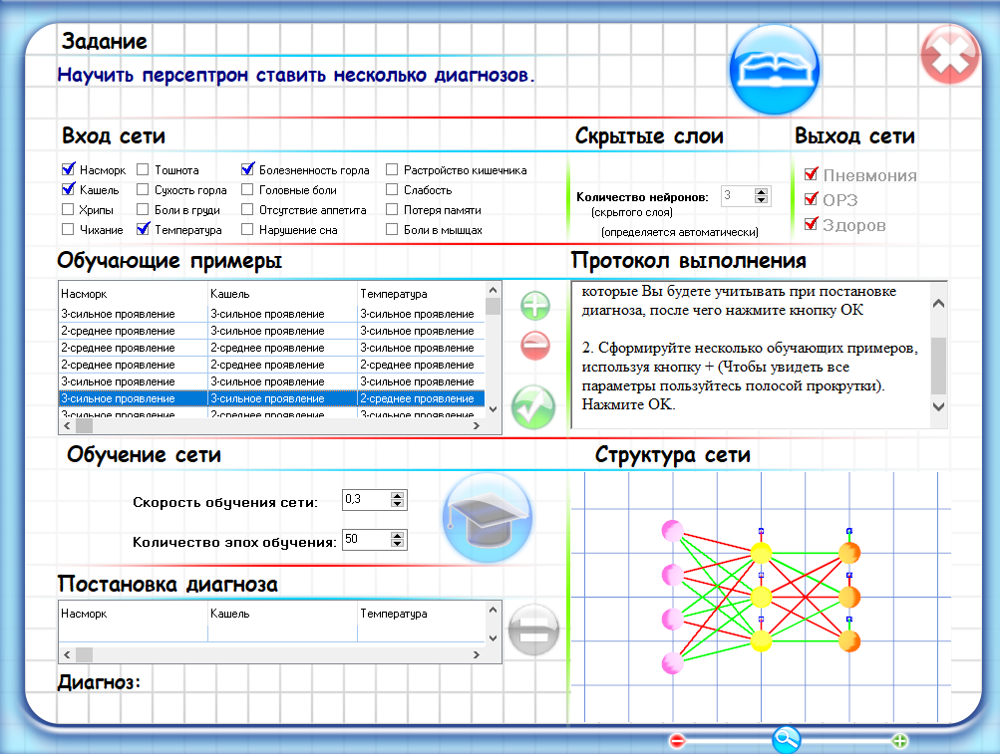 Задание
Научить персептрон ставить несколько диагнозов.
Вход сети
Скрытые слои
Выход сети
Насморк Тошнота Болезненность горла Растройство кишечника
Кашель Сухость горла Головные боли Слабость
Хрипы Боли в груди Отсутствие аппетита Потеря памяти
Чихание Температура Нарушение сна Боли в мышцах
Количество нейронов: 3
(скрытого слоя)
(определяется автоматически)
Пневмония
ОРЗ
Здоров
Обучающие примеры
Насморк Кашель Температура
3-сильное проявление 3-сильное проявление 3-сильное проявление
2-среднее проявление 3-сильное проявление 3-сильное проявление
2-среднее проявление 2-среднее проявление 3-сильное проявление
2-среднее проявление 2-среднее проявление 3-сильное проявление
3-сильное проявление 3-сильное проявление 3-сильное проявление
3-сильное проявление 3-сильное проявление 2-среднее проявление
3-сильное проявление 2-среднее проявление 3-сильное проявление
Протокол выполнения
которые Вы будете учитывать при постановке
диагноза, после чего нажмите кнопку ОК
2. Сформируйте несколько обучающих примеров,
используя кнопку + (Чтобы увидеть все
параметры пользуйтесь полосой прокрутки).
Нажмите ОК.
Обучение сети
Скорость обучения сети: 0,3
Количество эпох обучения: 50
Структура сети
Постановка диагноза
Насморк Кашель Температура
Диагноз: